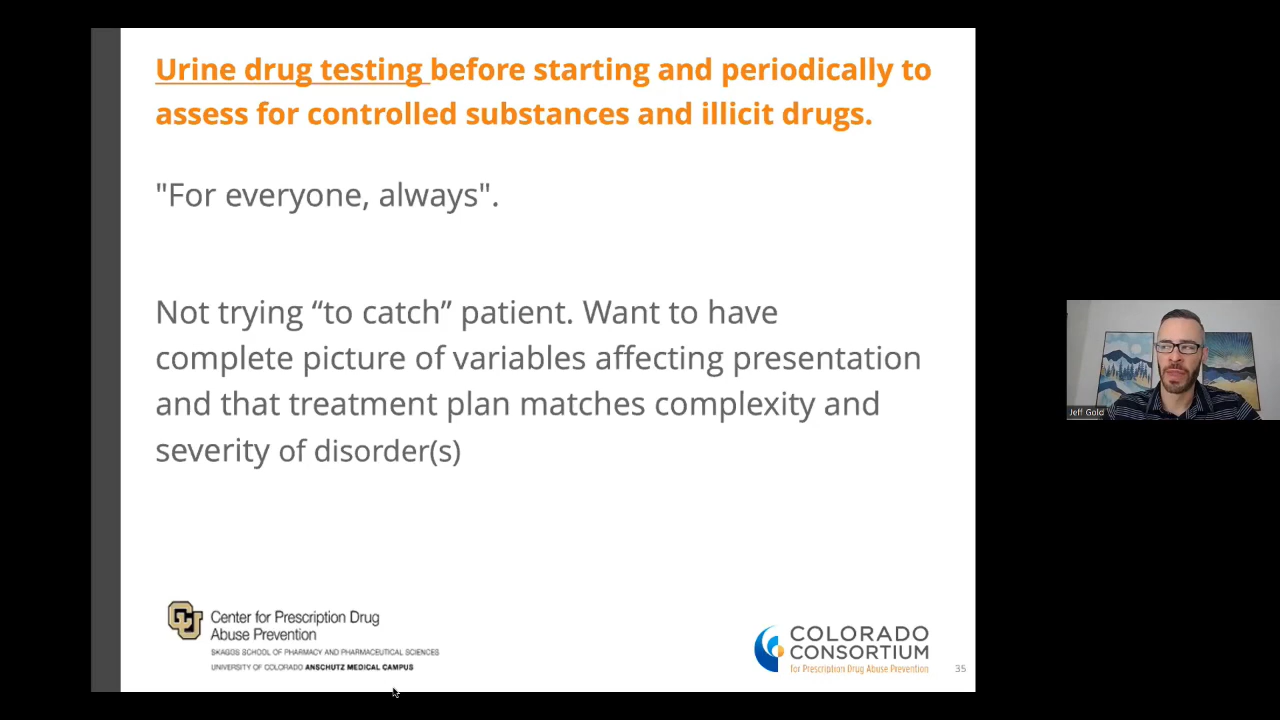 Urine drug testing before starting and periodically to
assess for controlled substances and illicit drugs.
"For everyone, always".
Not trying “to catch” patient. Want to have
complete picture of variables affecting presentation
and that treatment plan matches complexity and
severity of disorder(s)
Jeff Gold
CU
Center for Prescription Drug
Abuse Prevention
SKAGGS SCHOOL OF PHARMACY AND PHARMACEUTICAL SCIENCES
UNIVERSITY OF COLORADO ANSCHUTZ MEDICAL CAMPUS
COLORADO
CONSORTIUM
for Prescription Drug Abuse Prevention
35